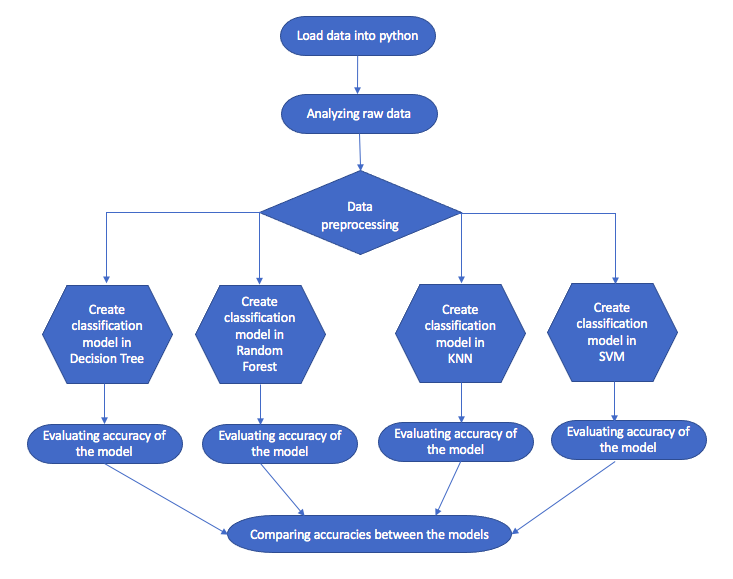 Load data into python
Analyzing raw data
Data
preprocessing
Create
classification
model in
Decision Tree
Create
classification
model in
Random
Forest
Create
classification
model in
KNN
Create
classification
model in
SVM
Evaluating accuracy of
the model
Evaluating accuracy of
the model
Evaluating accuracy of
the model
Evaluating accuracy of
the model
Comparing accuracies between the models